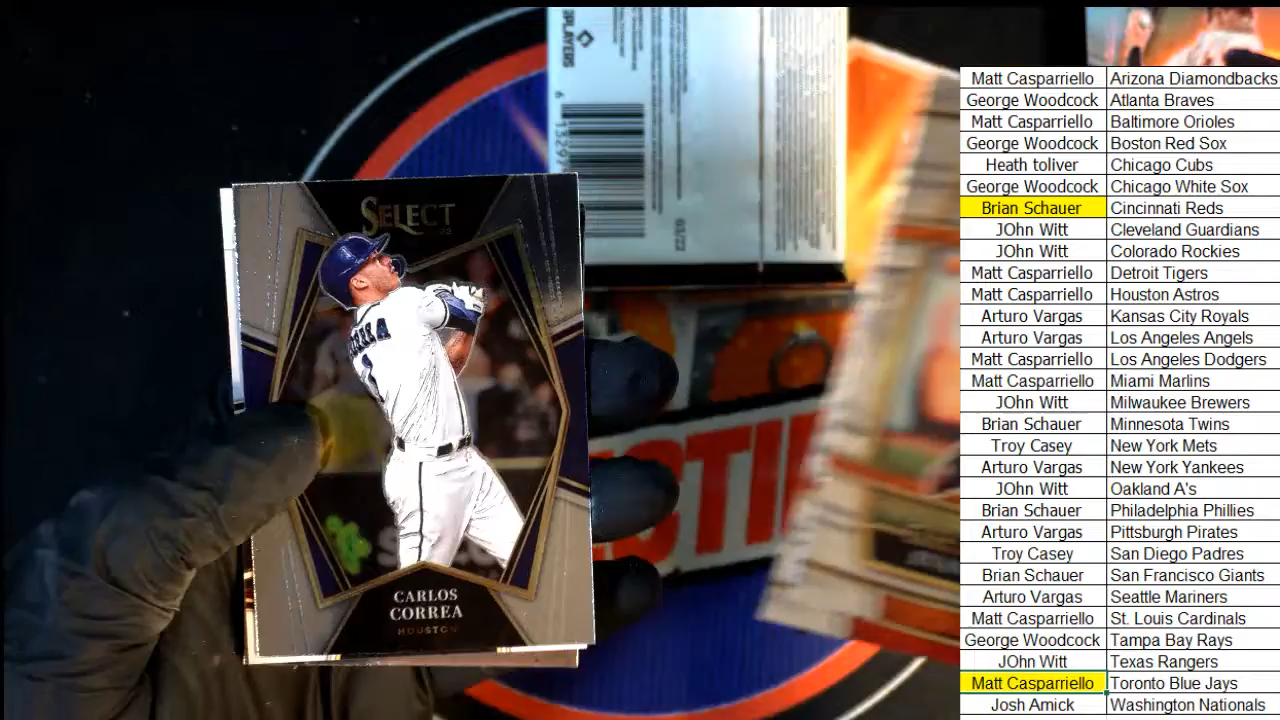 3PLAYERS
6
03/22
SELECT
CARLOS
CORREA
HOUSTON
Matt Casparriello Arizona Diamondbacks
George Woodcock Atlanta Braves
Matt Casparriello Baltimore Orioles
George Woodcock Boston Red Sox
Heath toliver Chicago Cubs
George Woodcock Chicago White Sox
Brian Schauer Cincinnati Reds
JOhn Witt Cleveland Guardians
JOhn Witt Colorado Rockies
Matt Casparriello Detroit Tigers
Matt Casparriello Houston Astros
Arturo Vargas Kansas City Royals
Arturo Vargas Los Angeles Angels
Matt Casparriello Los Angeles Dodgers
Matt Casparriello Miami Marlins
JOhn Witt Milwaukee Brewers
Brian Schauer Minnesota Twins
Troy Casey New York Mets
Arturo Vargas New York Yankees
JOhn Witt Oakland A's
Brian Schauer Philadelphia Phillies
Arturo Vargas Pittsburgh Pirates
Troy Casey San Diego Padres
Brian Schauer San Francisco Giants
Arturo Vargas Seattle Mariners
Matt Casparriello St. Louis Cardinals
George Woodcock Tampa Bay Rays
JOhn Witt Texas Rangers
Matt Casparriello Toronto Blue Jays
Josh Amick Washington Nationals